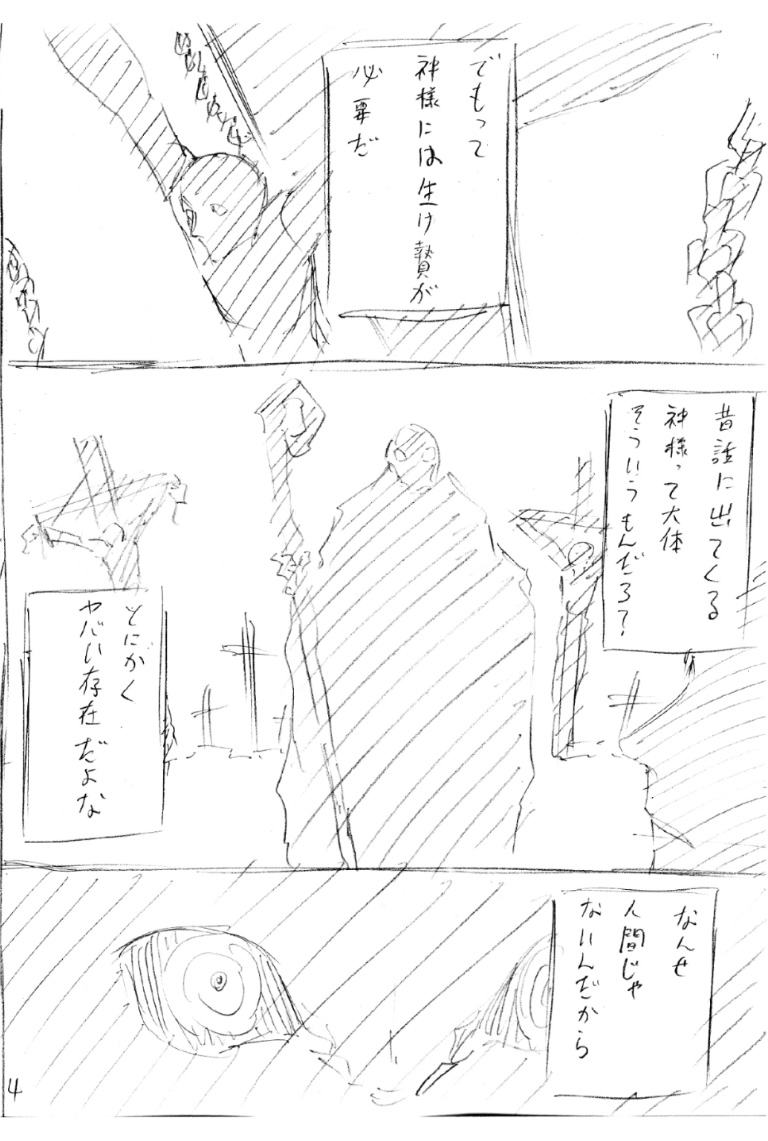 でもって
神様には生け贄が
必要だ
昔話に出てくる
神様って大体
そういうもんだろ？
とにかく
ヤバい存在だよな
なんせ
人間じゃ
ないんだから
4